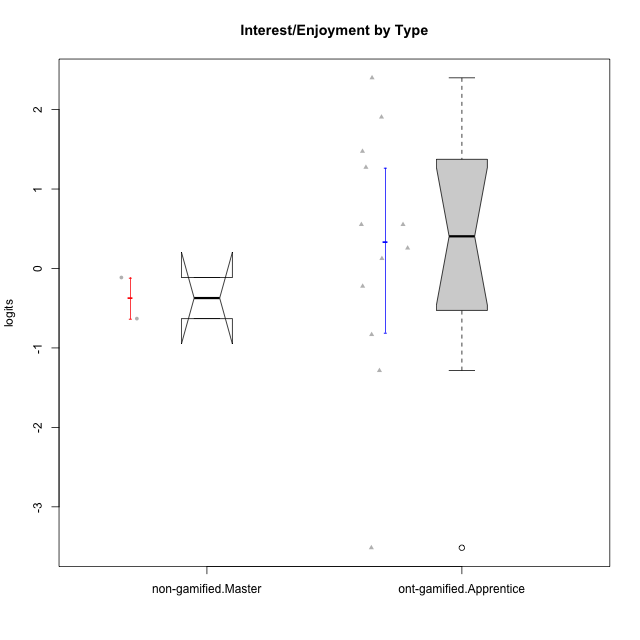 Interest/Enjoyment by Type
2
1
0
-1
-2
-3
logits
non-gamified.Master
ont-gamified.Apprentice